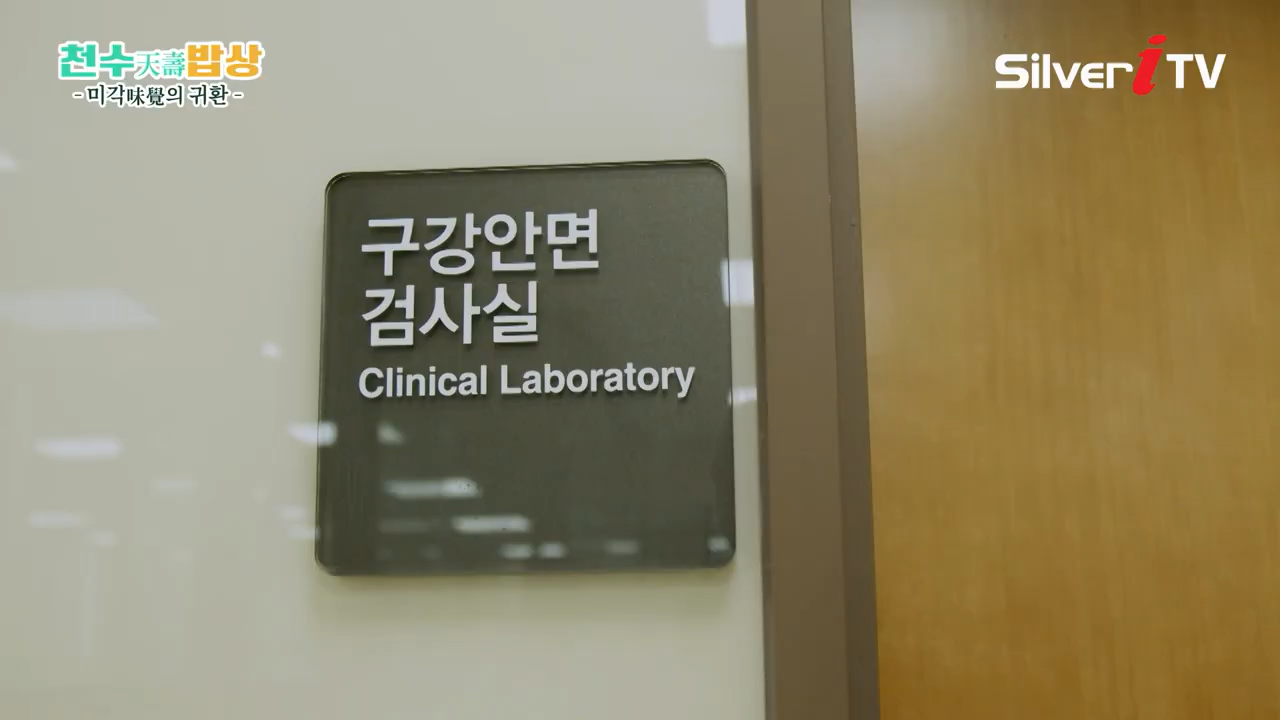 천수天壽밥상
- 미각味覺의 귀환 -
Silver i TV
구강안면
검사실
Clinical Laboratory